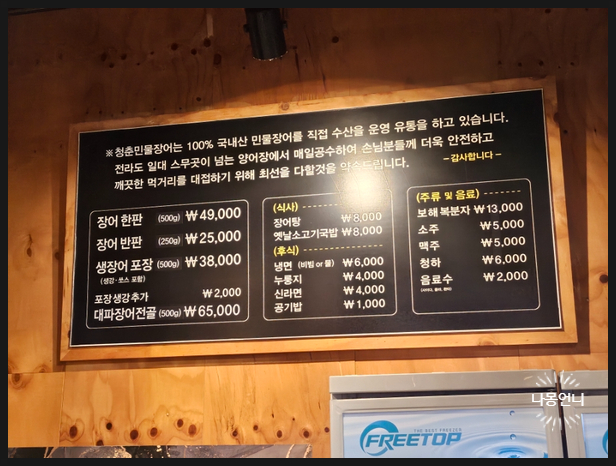 ※청춘민물장어는 100% 국내산 민물장어를 직접 수산을 운영 유통을 하고 있습니다.
전라도 일대 스무곳이 넘는 양어장에서 매일공수하여 손님분들께 더욱 안전하고
깨끗한 먹거리를 대접하기 위해 최선을 다할것을 약속드립니다.
- 감사합니다 -
장어 한판 (500g) ₩49,000
장어 반판 (250g) ₩25,000
생장어 포장 (500g) ₩38,000
(생강·쏘스 포함)
포장 생강 추가 ₩2,000
대파장어전골 (500g) ₩65,000
(식사)
장어탕 ₩8,000
옛날소고기국밥 ₩8,000
(후식)
냉면 (비빔 or 물) ₩6,000
누룽지 ₩4,000
신라면 ₩4,000
공기밥 ₩1,000
(주류 및 음료)
보해 복분자 ₩13,000
소주 ₩5,000
맥주 ₩5,000
청하 ₩6,000
음료수 ₩2,000
THE BEST FREEZER
FREETOP
나몽언니